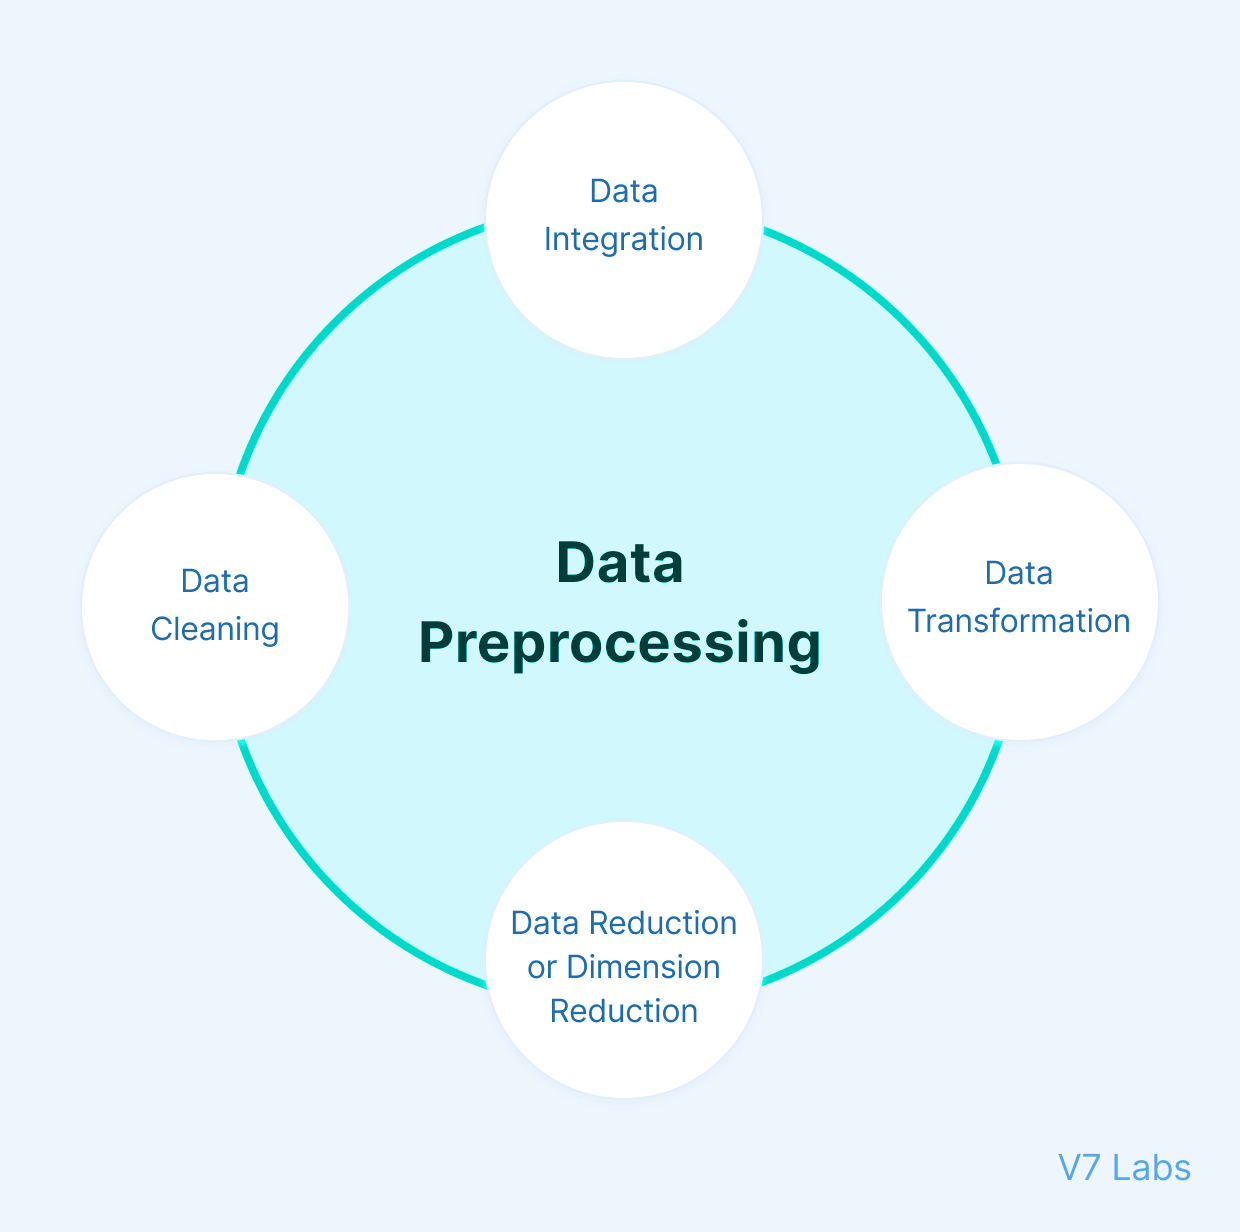 Data
Integration
Data
Cleaning
Data
Preprocessing
Data
Transformation
Data Reduction
or Dimension
Reduction
V7 Labs